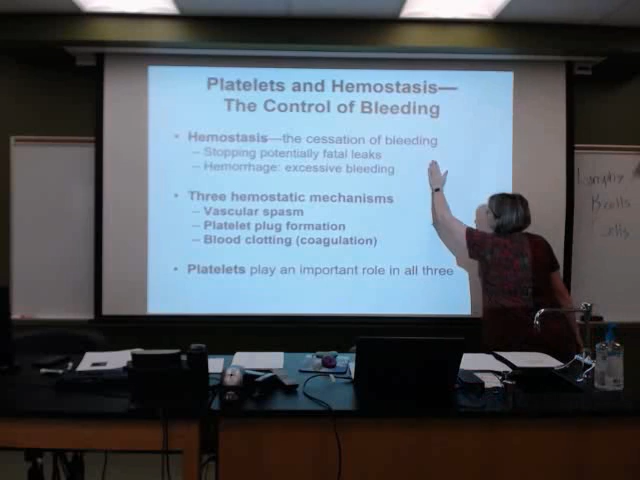 Platelets and Hemostasis—
The Control of Bleeding
• Hemostasis—the cessation of bleeding
– Stopping potentially fatal leaks
– Hemorrhage: excessive bleeding
• Three hemostatic mechanisms
– Vascular spasm
– Platelet plug formation
– Blood clotting (coagulation)
• Platelets play an important role in all three